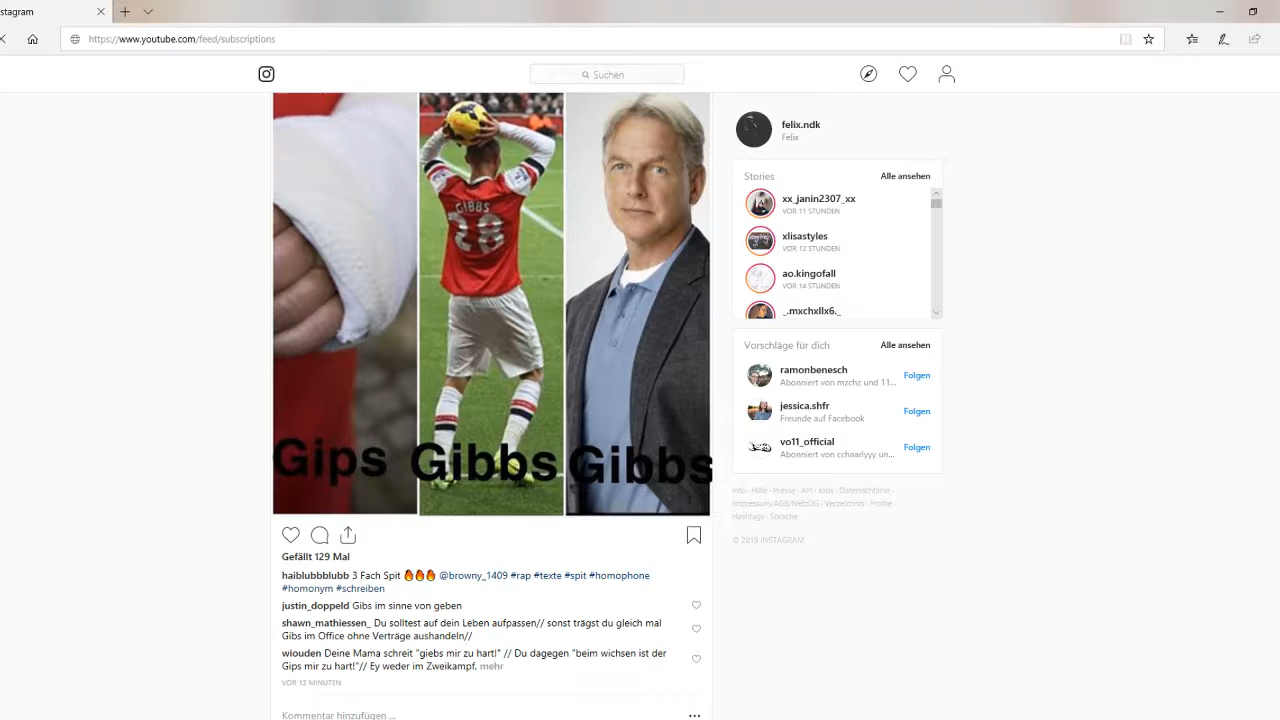 stagram
https://www.youtube.com/feed/subscriptions
Suchen
GIBBS
28
Gips Gibbs Gibbs
Gefällt 129 Mal
haiblubbblubb 3 Fach Spit 🔥🔥🔥 @browny_1409 #rap #texte #spit #homophone
#homonym #schreiben
justin_doppeld Gibs im sinne von geben
shawn_mathiessen_ Du solltest auf dein Leben aufpassen// sonst trägst du gleich mal
Gibs im Office ohne Verträge aushandeln//
wiouden Deine Mama schreit "giebs mir zu hart!" // Du dagegen "beim wichsen ist der
Gips mir zu hart!"// Ey weder im Zweikampf. mehr
VOR 12 MINUTEN
Kommentar hinzufügen ...
felix.ndk
Felix
Stories Alle ansehen
xx_janin2307_xx
VOR 11 STUNDEN
xlisastyles
VOR 12 STUNDEN
ao.kingofall
VOR 14 STUNDEN
_.mxchxllx6._
Vorschläge für dich Alle ansehen
ramonbenesch
Abonniert von mzchz und 11... Folgen
jessica.shfr
Freunde auf Facebook Folgen
vo11_official
Abonniert von cchaarlyyy un... Folgen
Info · Hilfe · Presse · API · Jobs · Datenrichtlinie ·
Impressum/AGB/NetzDG · Verzeichnis · Profile ·
Hashtags · Sprache
© 2019 INSTAGRAM